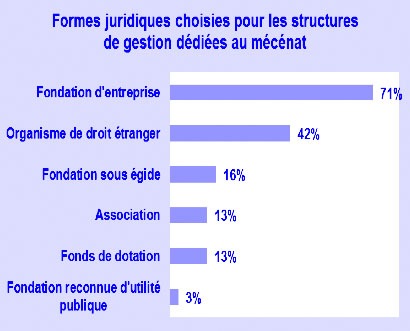 Formes juridiques choisies pour les structures
de gestion dédiées au mécénat
Fondation d'entreprise 71%
Organisme de droit étranger 42%
Fondation sous égide 16%
Association 13%
Fonds de dotation 13%
Fondation reconnue d'utilité
publique 3%